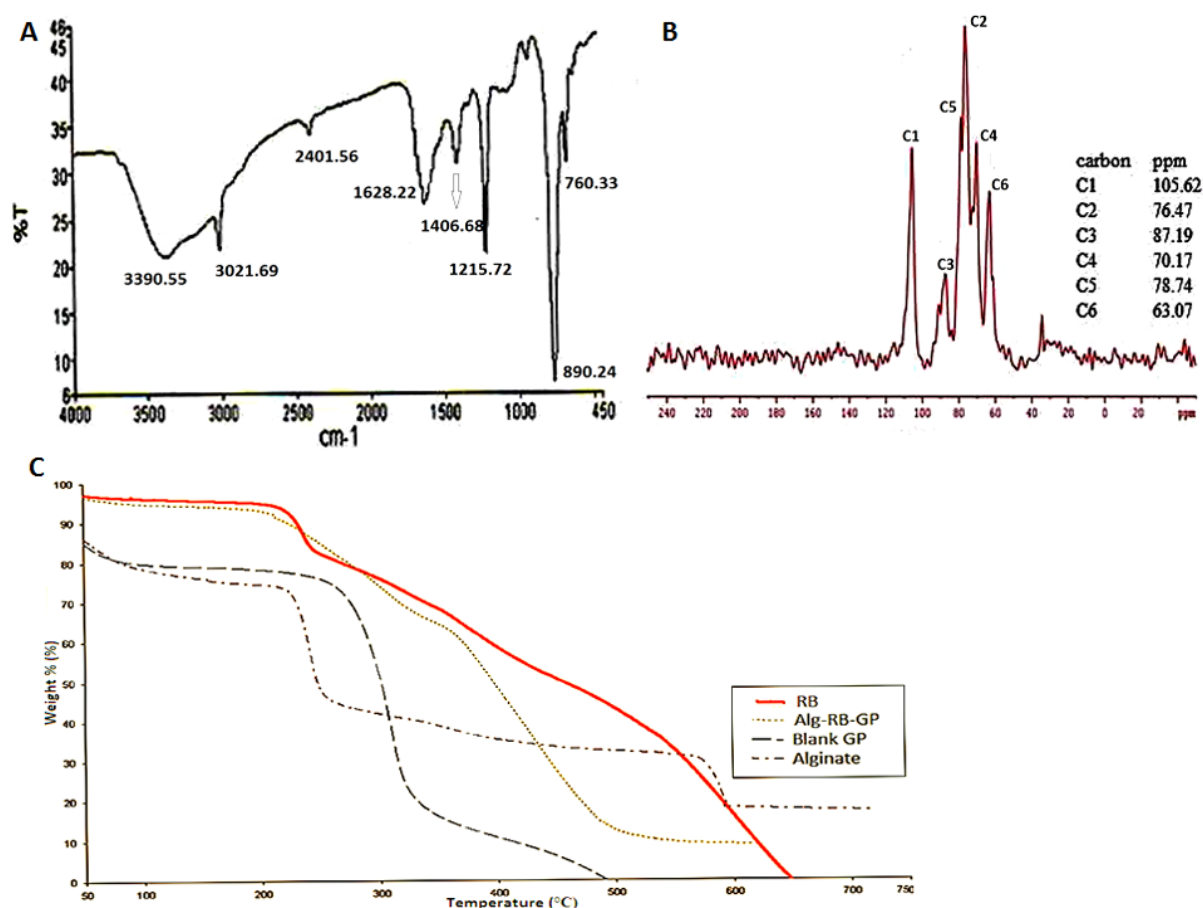 A
46
45
40
35
30
25
20
15
10
6
%T
4000
3000
2000
1500
1000
450
cm-1
3390.55
3021.69
2401.56
1628.22
1406.68
1215.72
760.33
890.24
B
C2
C5
C1
C4
C6
C3
carbon ppm
C1 105.62
C2 76.47
C3 87.19
C4 70.17
C5 78.74
C6 63.07
240 220 200 180 160 140 120 100 80 60 40 20 0 -20 ppm
C
100
90
80
70
60
50
40
30
20
10
0
Weight % (%)
50 100 200 300 400 500 600 700 750
Temperature (°C)
RB
Alg-RB-GP
Blank GP
Alginate